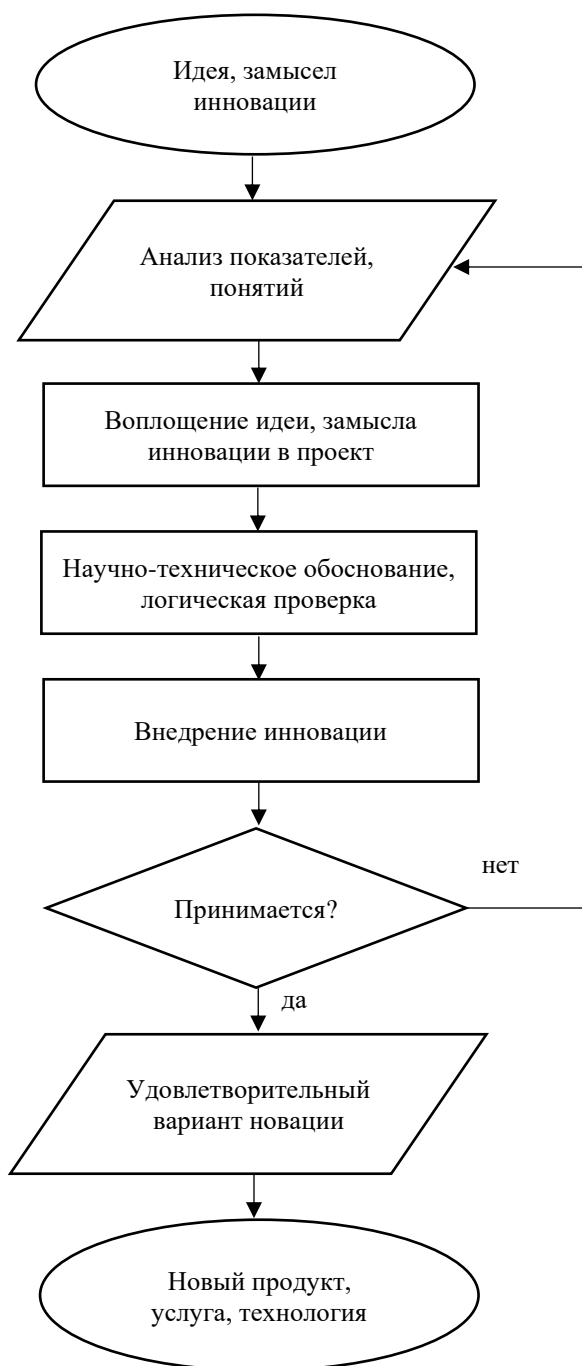 Идея, замысел
инновации
Анализ показателей,
понятий
Воплощение идеи, замысла
инновации в проект
Научно-техническое обоснование,
логическая проверка
Внедрение инновации
Принимается?
нет
да
Удовлетворительный
вариант новации
Новый продукт,
услуга, технология